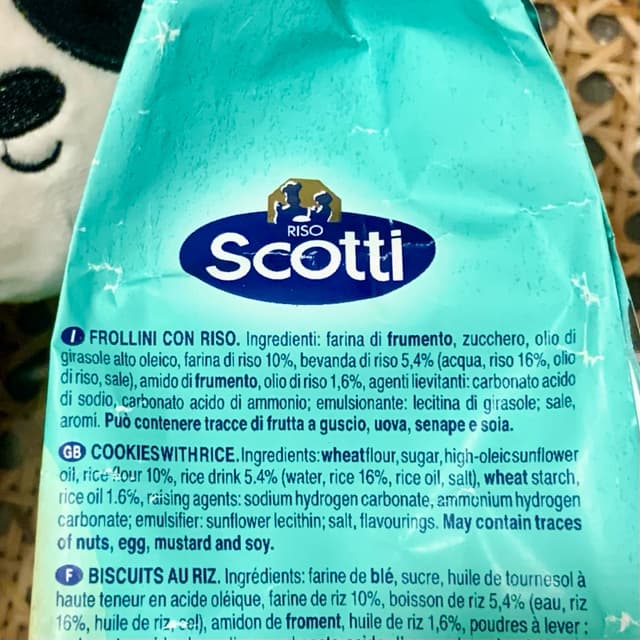 RISO
Scotti
I FROLLINI CON RISO. Ingredienti: farina di frumento, zucchero, olio di
girasole alto oleico, farina di riso 10%, bevanda di riso 5,4% (acqua, riso 16%, olio
di riso, sale), amido di frumento, olio di riso 1,6%, agenti lievitanti: carbonato acido
di sodio, carbonato acido di ammonio; emulsionante: lecitina di girasole; sale,
aromi. Può contenere tracce di frutta a guscio, uova, senape e soia.
GB COOKIES WITH RICE. Ingredients: wheat flour, sugar, high-oleic sunflower
oil, rice flour 10%, rice drink 5.4% (water, rice 16%, rice oil, salt), wheat starch,
rice oil 1.6%, raising agents: sodium hydrogen carbonate, ammonium hydrogen
carbonate; emulsifier: sunflower lecithin; salt, flavourings. May contain traces
of nuts, egg, mustard and soy.
F BISCUITS AU RIZ. Ingrédients: farine de blé, sucre, huile de tournesol à
haute teneur en acide oléique, farine de riz 10%, boisson de riz 5,4% (eau, riz
16%, huile de riz, sel), amidon de froment, huile de riz 1,6%, poudres à lever :